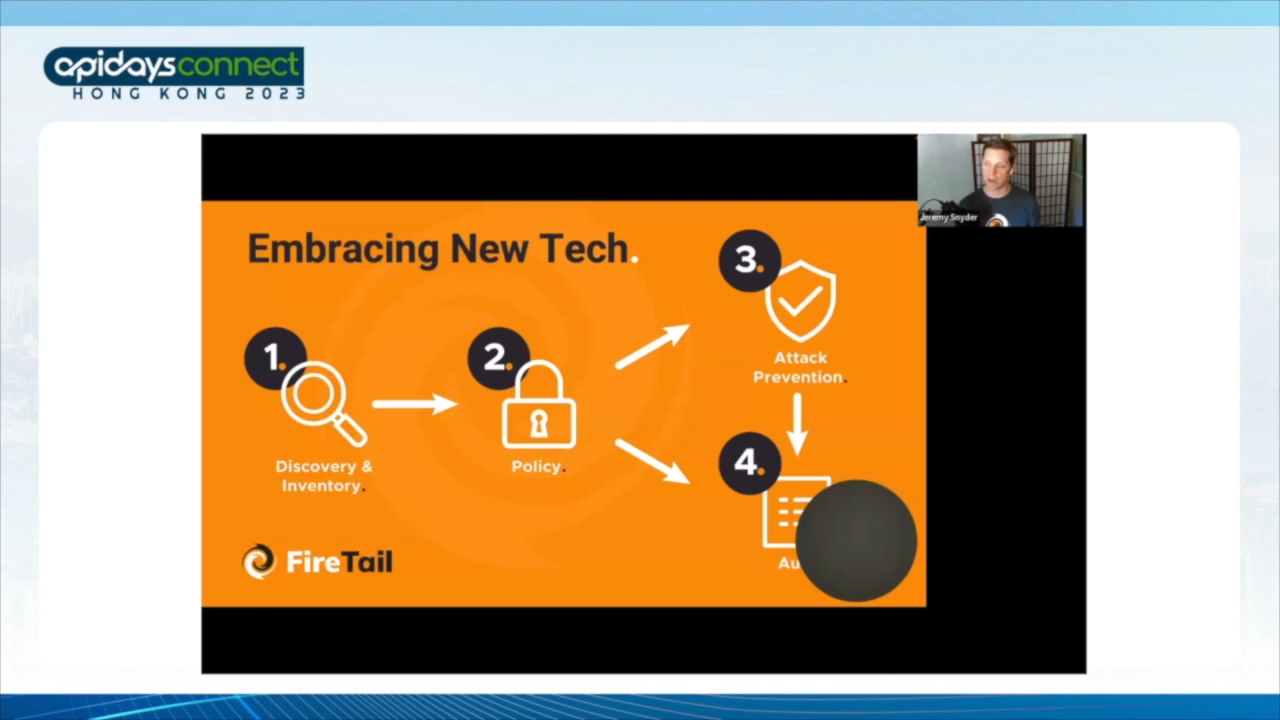 apidays connect
HONG KONG 2023
Jeremy Snyder
Embracing New Tech.
1.
Discovery &
Inventory.
2.
Policy.
3.
Attack
Prevention.
4.
FireTail